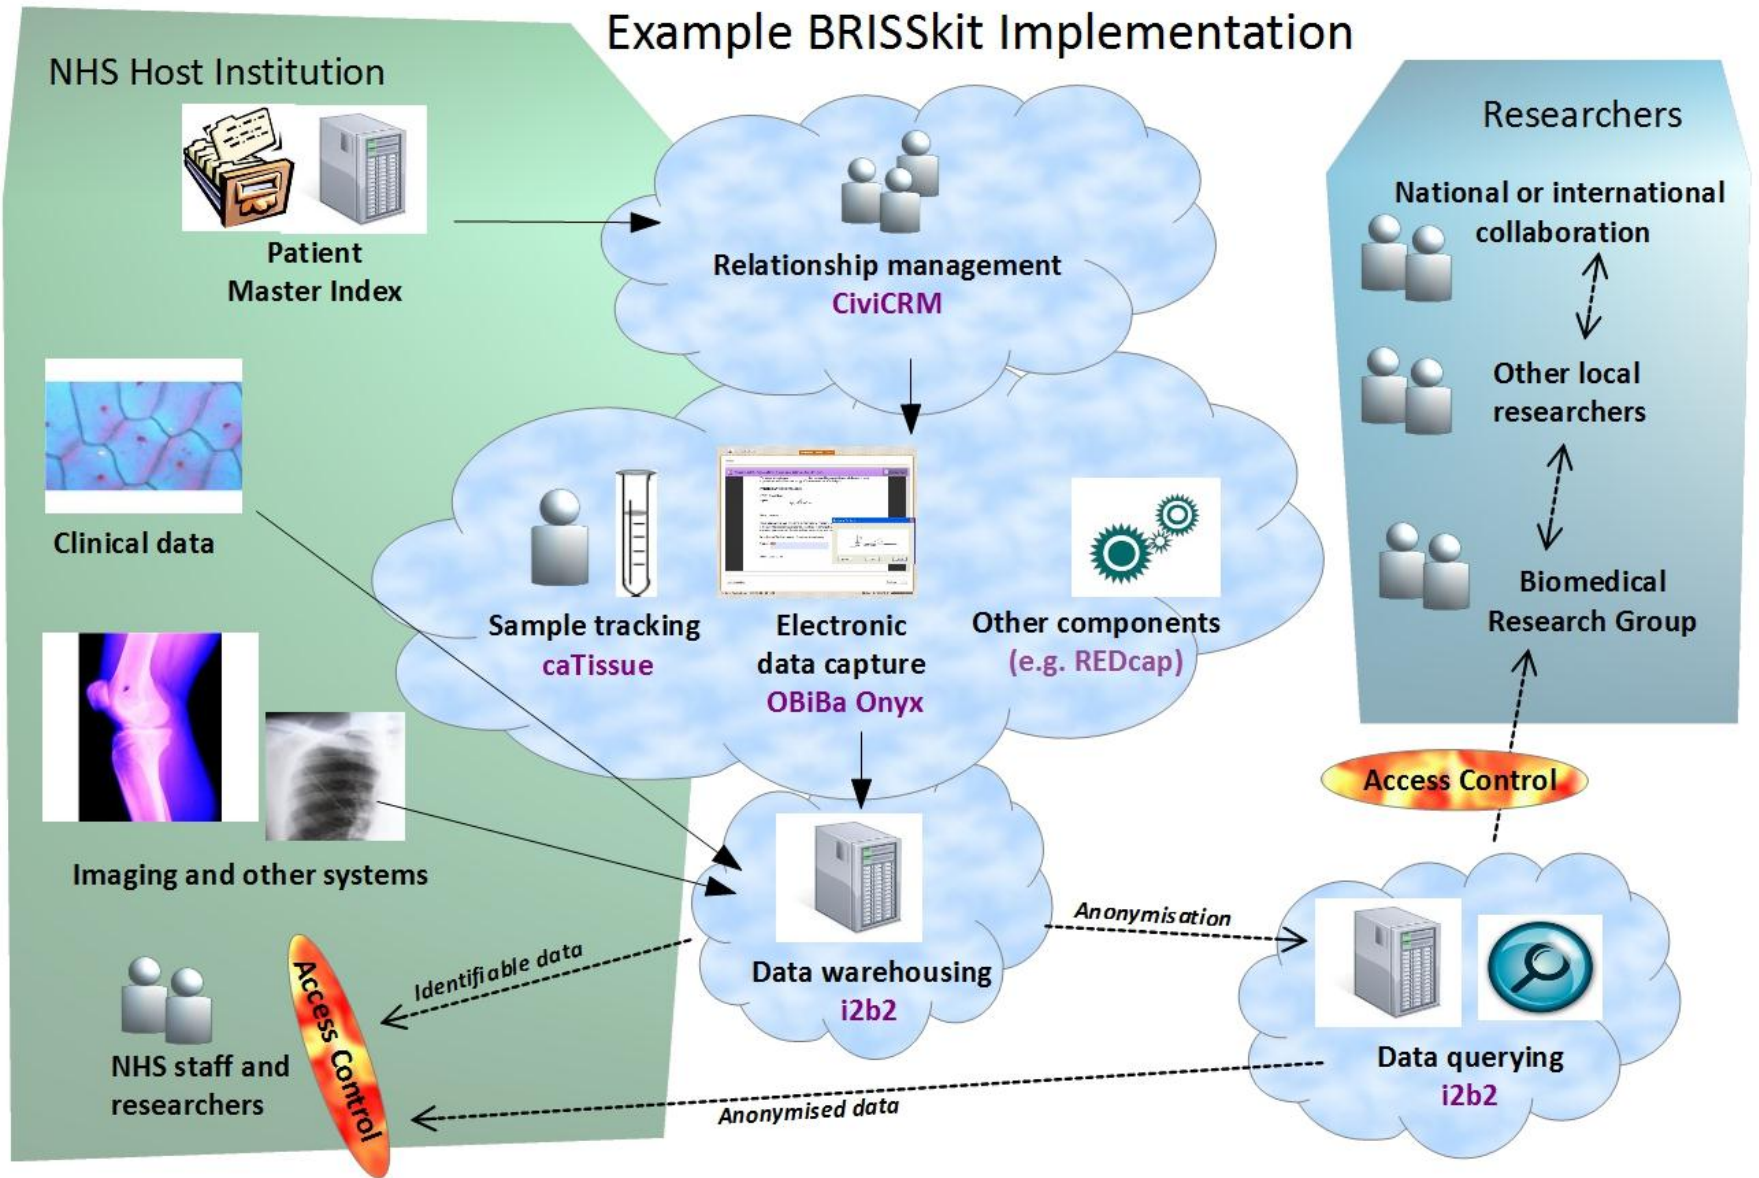 Example BRISSkit Implementation
NHS Host Institution
Patient
Master Index
Clinical data
Imaging and other systems
NHS staff and
researchers
Access Control
Relationship management
CiviCRM
Sample tracking
caTissue
Electronic
data capture
OBiBa Onyx
Other components
(e.g. REDcap)
Data warehousing
i2b2
Identifiable data
Anonymisation
Anonymised data
Data querying
i2b2
Access Control
Researchers
National or international
collaboration
Other local
researchers
Biomedical
Research Group